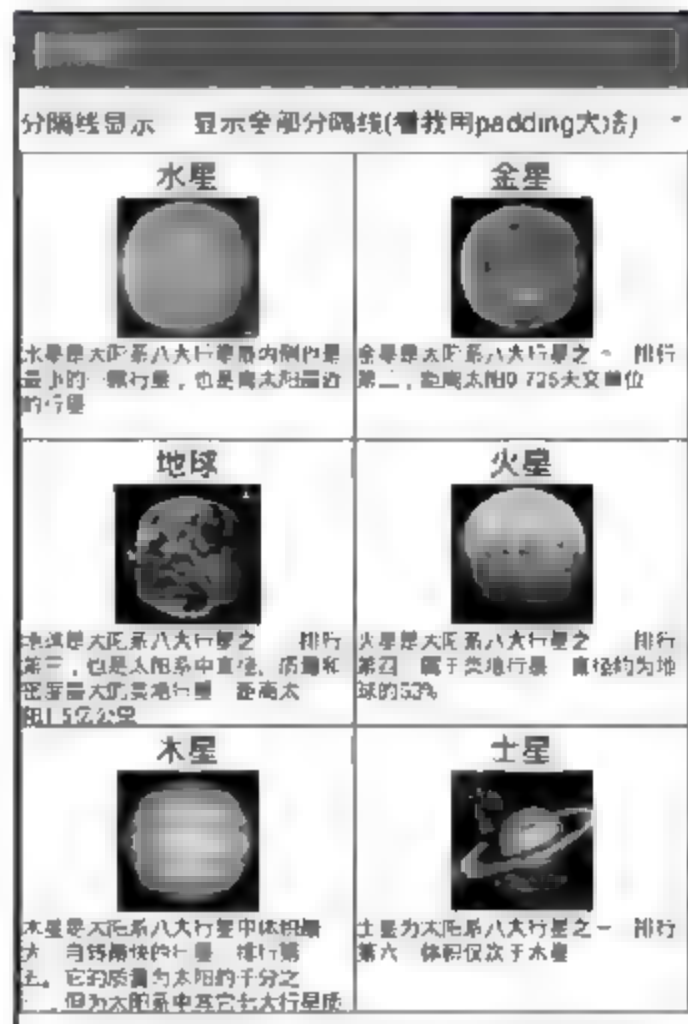 分隔线显示 显示全部分隔线(看我用padding大法)
水星
金星
水星是太阳系八大行星最内侧也是
最小的一颗行星，也是离太阳最近
的行星
金星是太阳系八大行星之一 排行
第二，距离太阳0.725天文单位
地球
火星
地球是太阳系八大行星之 排行
第三，也是太阳系中直径、质量和
密度最大的类地行星 距离太
阳1.5亿公里
火星是太阳系八大行星之 排行
第四 属于类地行星 直径约为地
球的53%
木星
土星
木星是太阳系八大行星中体积最
大 自转最快的行星 排行第
它的质量为太阳的千分之
但为太阳系中其它七大行星质
土星为太阳系八大行星之一 排行
第六 体积仅次于木星